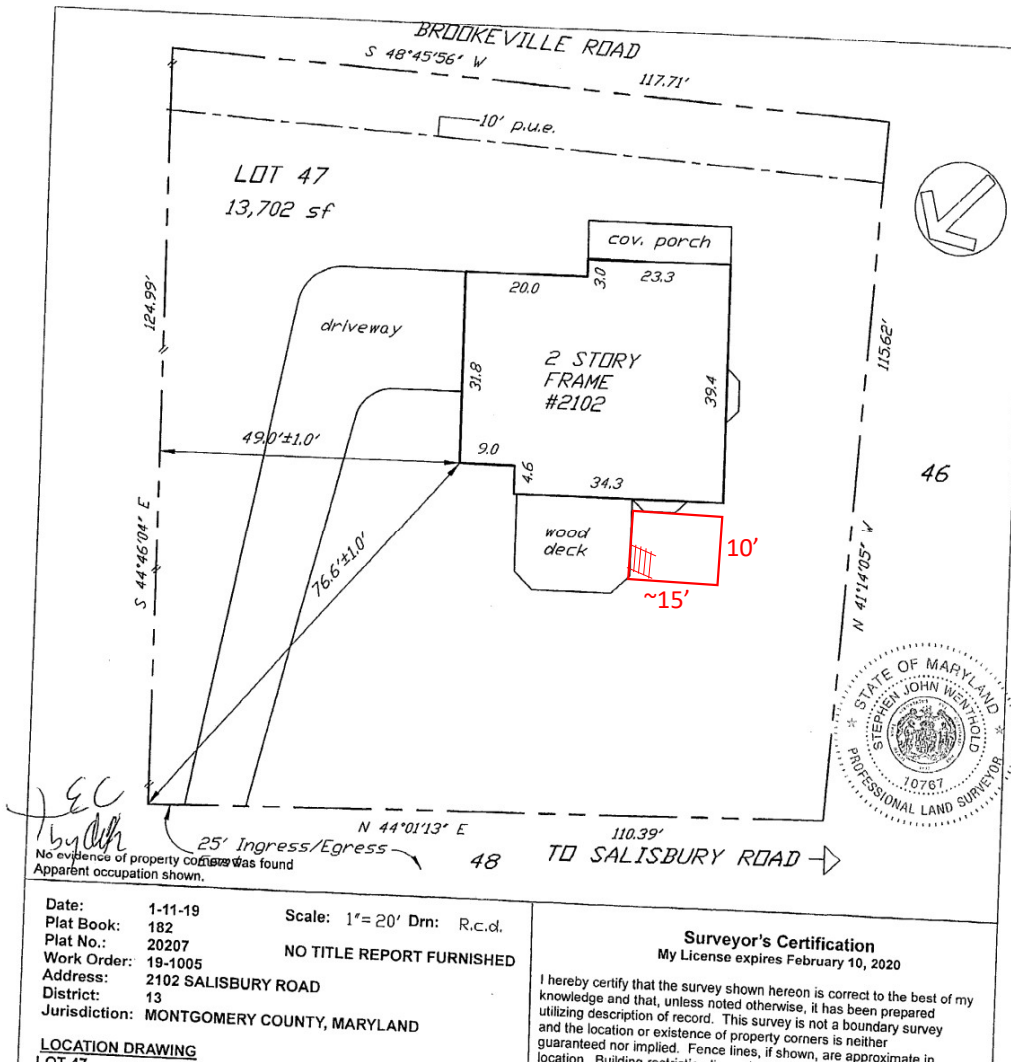 BROOKEVILLE ROAD
S 48°45'56" W
117.71'
10' p.u.e.
LOT 47
13,702 sf
cov. porch
20.0
3.0
23.3
124.99'
driveway
115.62'
2 STORY
FRAME
#2102
31.8
39.4
49.0'±1.0'
9.0
4.6
34.3
46
wood
deck
10'
~15'
76.6'±1.0'
S 44°46'04" E
N 41°14'05" W
STATE OF MARYLAND
STEPHEN JOHN WENTHOLD
10767
PROFESSIONAL LAND SURVEYOR
N 44°01'13" E
110.39'
EC
by
25' Ingress/Egress
48
TO SALISBURY ROAD
No evidence of property corners was found
Apparent occupation shown.
Date: 1-11-19
Scale: 1"= 20' Drn: R.c.d.
Plat Book: 182
Plat No.: 20207
NO TITLE REPORT FURNISHED
Work Order: 19-1005
Address: 2102 SALISBURY ROAD
District: 13
Jurisdiction: MONTGOMERY COUNTY, MARYLAND
LOCATION DRAWING
LOT 47
Surveyor's Certification
My License expires February 10, 2020
I hereby certify that the survey shown hereon is correct to the best of my
knowledge and that, unless noted otherwise, it has been prepared
utilizing description of record. This survey is not a boundary survey
and the location or existence of property corners is neither
guaranteed nor implied. Fence lines, if shown, are approximate in
location. Building